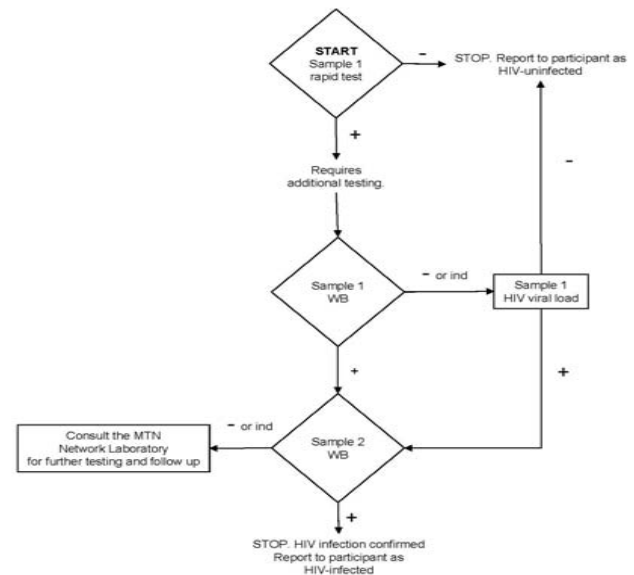 START
Sample 1
rapid test
-
STOP. Report to participant as
HIV-uninfected
+
Requires
additional testing.
-
Sample 1
WB
- or ind
Sample 1
HIV viral load
+
+
- or ind
Consult the MTN
Network Laboratory
for further testing and follow up
Sample 2
WB
+
STOP. HIV infection confirmed
Report to participant as
HIV-infected